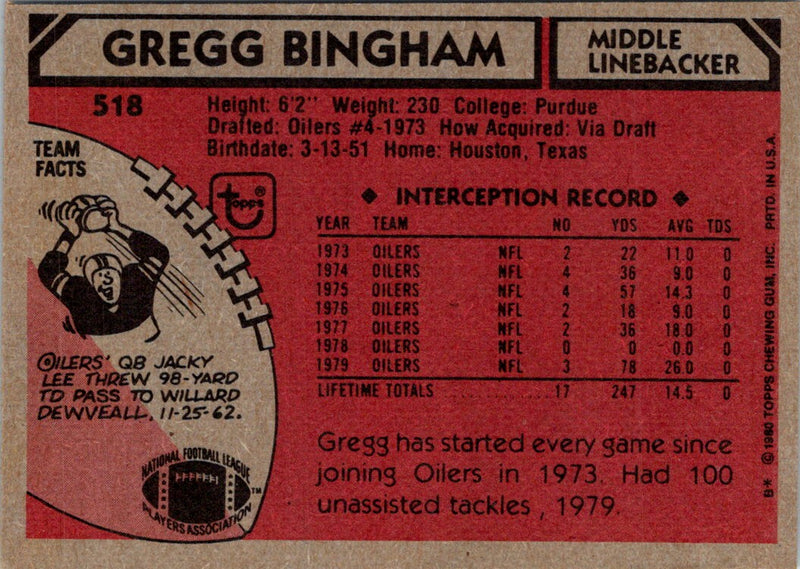 GREGG BINGHAM
MIDDLE
LINEBACKER
518
Height: 6'2" Weight: 230 College: Purdue
Drafted: Oilers #4-1973 How Acquired: Via Draft
Birthdate: 3-13-51 Home: Houston, Texas
TEAM
FACTS
Topps®
◆ INTERCEPTION RECORD ◆
YEAR TEAM NO YDS AVG TDS
1973 OILERS NFL 2 22 11.0 0
1974 OILERS NFL 4 36 9.0 0
1975 OILERS NFL 4 57 14.3 0
1976 OILERS NFL 2 18 9.0 0
1977 OILERS NFL 2 36 18.0 0
1978 OILERS NFL 0 0 0.0 0
1979 OILERS NFL 3 78 26.0 0
LIFETIME TOTALS 17 247 14.5 0
OILERS' QB JACKY
LEE THREW 98-YARD
TD PASS TO WILLARD
DEWVEALL, 11-25-62.
NATIONAL FOOTBALL LEAGUE
PLAYERS ASSOCIATION™
Gregg has started every game since
joining Oilers in 1973. Had 100
unassisted tackles, 1979.
B* © 1980 TOPPS CHEWING GUM, INC. PRTD. IN U.S.A.